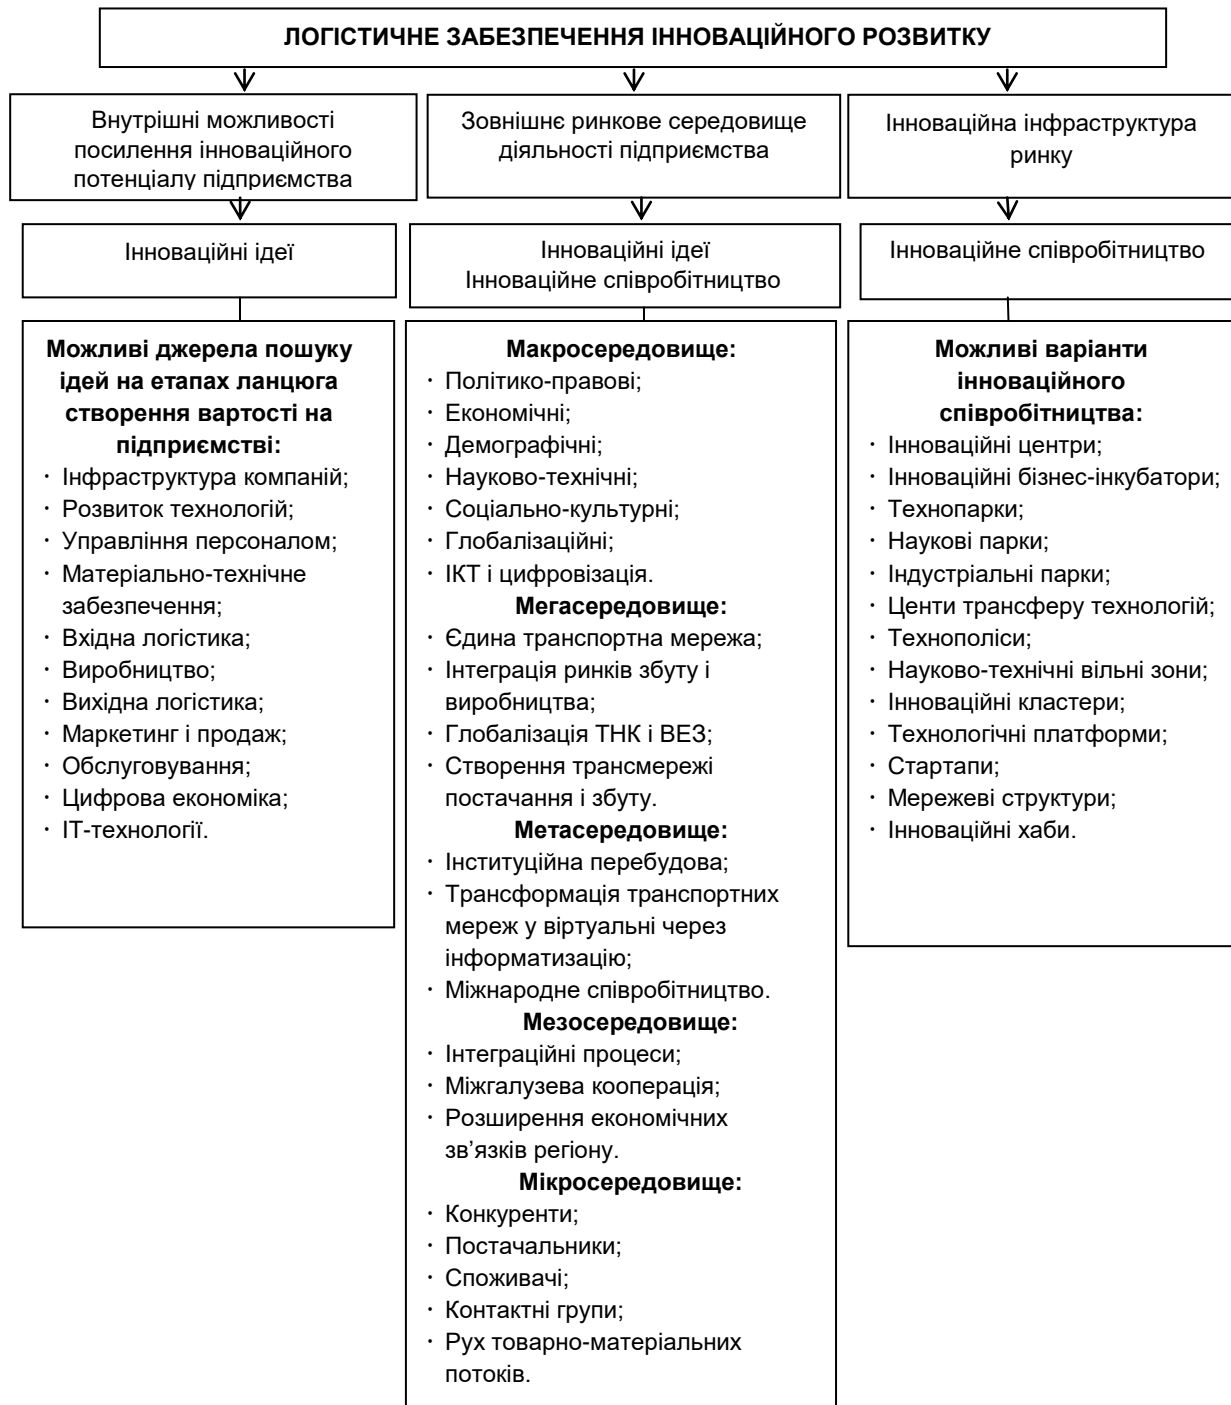 ЛОГІСТИЧНЕ ЗАБЕЗПЕЧЕННЯ ІННОВАЦІЙНОГО РОЗВИТКУ
Внутрішні можливості
посилення інноваційного
потенціалу підприємства
Зовнішнє ринкове середовище
діяльності підприємства
Інноваційна інфраструктура
ринку
Інноваційні ідеї
Інноваційні ідеї
Інноваційне співробітництво
Інноваційне співробітництво
Можливі джерела пошуку
ідей на етапах ланцюга
створення вартості на
підприємстві:
· Інфраструктура компаній;
· Розвиток технологій;
· Управління персоналом;
· Матеріально-технічне
забезпечення;
· Вхідна логістика;
· Виробництво;
· Вихідна логістика;
· Маркетинг і продаж;
· Обслуговування;
· Цифрова економіка;
· ІТ-технології.
Макросередовище:
· Політико-правові;
· Економічні;
· Демографічні;
· Науково-технічні;
· Соціально-культурні;
· Глобалізаційні;
· ІКТ і цифровізація.
Мегасередовище:
· Єдина транспортна мережа;
· Інтеграція ринків збуту і
виробництва;
· Глобалізація ТНК і ВЕЗ;
· Створення трансмережі
постачання і збуту.
Метасередовище:
· Інституційна перебудова;
· Трансформація транспортних
мереж у віртуальні через
інформатизацію;
· Міжнародне співробітництво.
Мезосередовище:
· Інтеграційні процеси;
· Міжгалузева кооперація;
· Розширення економічних
зв’язків регіону.
Мікросередовище:
· Конкуренти;
· Постачальники;
· Споживачі;
· Контактні групи;
· Рух товарно-матеріальних
потоків.
Можливі варіанти
інноваційного
співробітництва:
· Інноваційні центри;
· Інноваційні бізнес-інкубатори;
· Технопарки;
· Наукові парки;
· Індустріальні парки;
· Центи трансферу технологій;
· Технополіси;
· Науково-технічні вільні зони;
· Інноваційні кластери;
· Технологічні платформи;
· Стартапи;
· Мережеві структури;
· Інноваційні хаби.